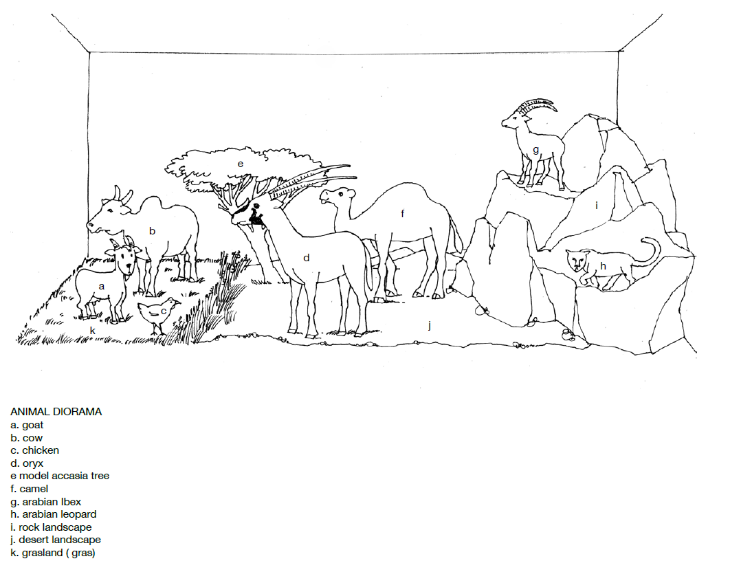 g
e
i
f
b
d
h
a
c
j
k
ANIMAL DIORAMA
a. goat
b. cow
c. chicken
d. oryx
e model accasia tree
f. camel
g. arabian Ibex
h. arabian leopard
i. rock landscape
j. desert landscape
k. grasland ( gras)